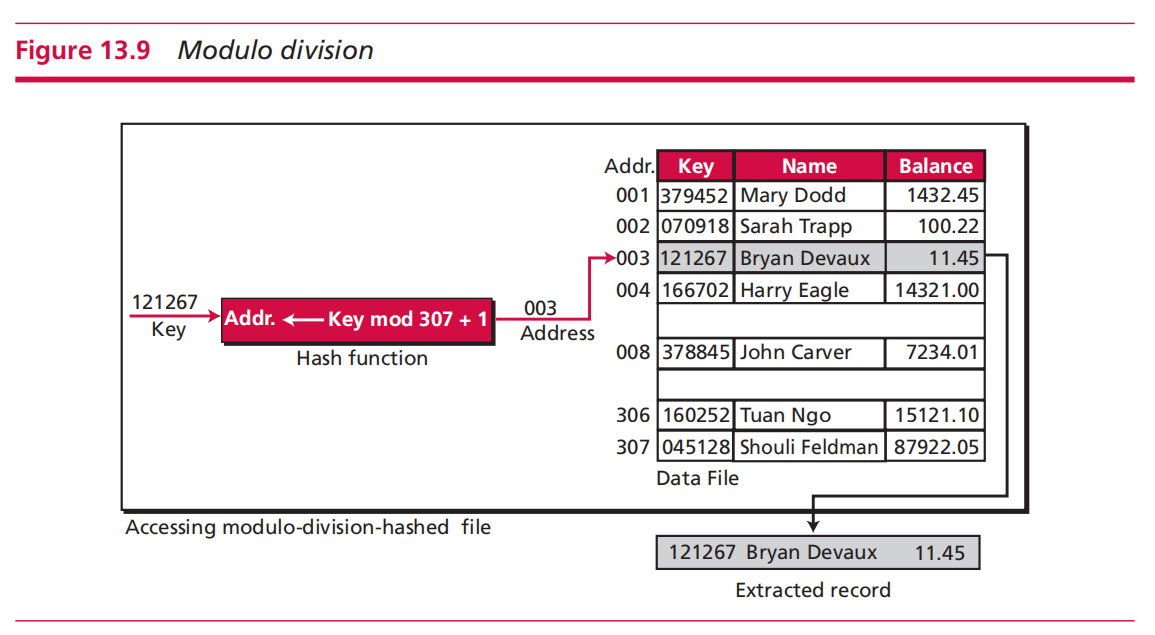 Figure 13.9 Modulo division
Addr. Key Name Balance
001 379452 Mary Dodd 1432.45
002 070918 Sarah Trapp 100.22
003 121267 Bryan Devaux 11.45
004 166702 Harry Eagle 14321.00
008 378845 John Carver 7234.01
306 160252 Tuan Ngo 15121.10
307 045128 Shouli Feldman 87922.05
Data File
121267
Key
Addr. ← Key mod 307 + 1
Hash function
003
Address
Accessing modulo-division-hashed file
121267 Bryan Devaux 11.45
Extracted record